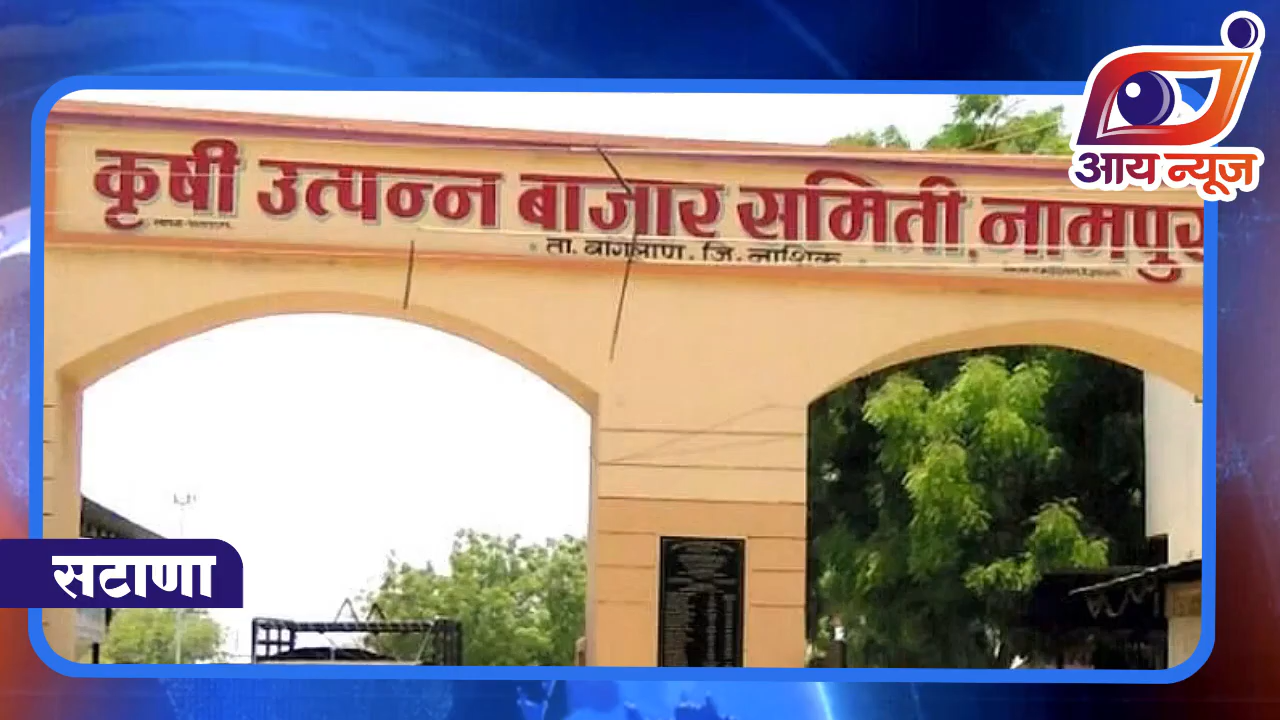 आय न्यूज
कृषी उत्पन्न बाजार समिती, नामपुर
ता. बागलाण. जि. नाशिक
सटाणा